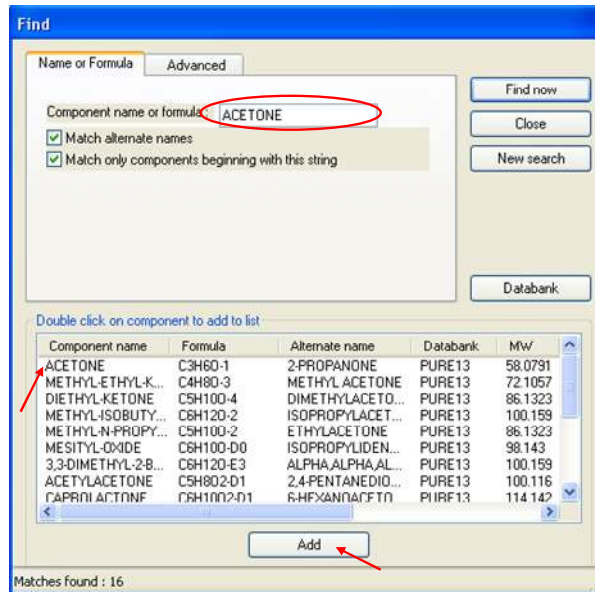 Find
Name or Formula Advanced
Component name or formula: ACETONE
Match alternate names
Match only components beginning with this string
Find now
Close
New search
Databank
Double click on component to add to list
Component name Formula Alternate name Databank MW
ACETONE C3H6O-1 2-PROPANONE PURE13 58.0791
METHYL-ETHYL-K... C4H8O-3 METHYL ACETONE PURE13 72.1057
DIETHYL-KETONE C5H10O-4 DIMETHYLACETO... PURE13 86.1323
METHYL-ISOBUTY... C6H12O-2 ISOPROPYLACET... PURE13 100.159
METHYL-N-PROPY... C5H10O-2 ETHYLACETONE PURE13 86.1323
MESITYL-OXIDE C6H10O-D0 ISOPROPYLIDEN... PURE13 98.143
3,3-DIMETHYL-2-B... C6H12O-E3 ALPHA,ALPHA,AL... PURE13 100.159
ACETYLACETONE C5H8O2-D1 2,4-PENTANEDIO... PURE13 100.116
CAPROLACTONE C6H10O2-D1 6-HEXANOACETO PURE13 114.142
Add
Matches found : 16